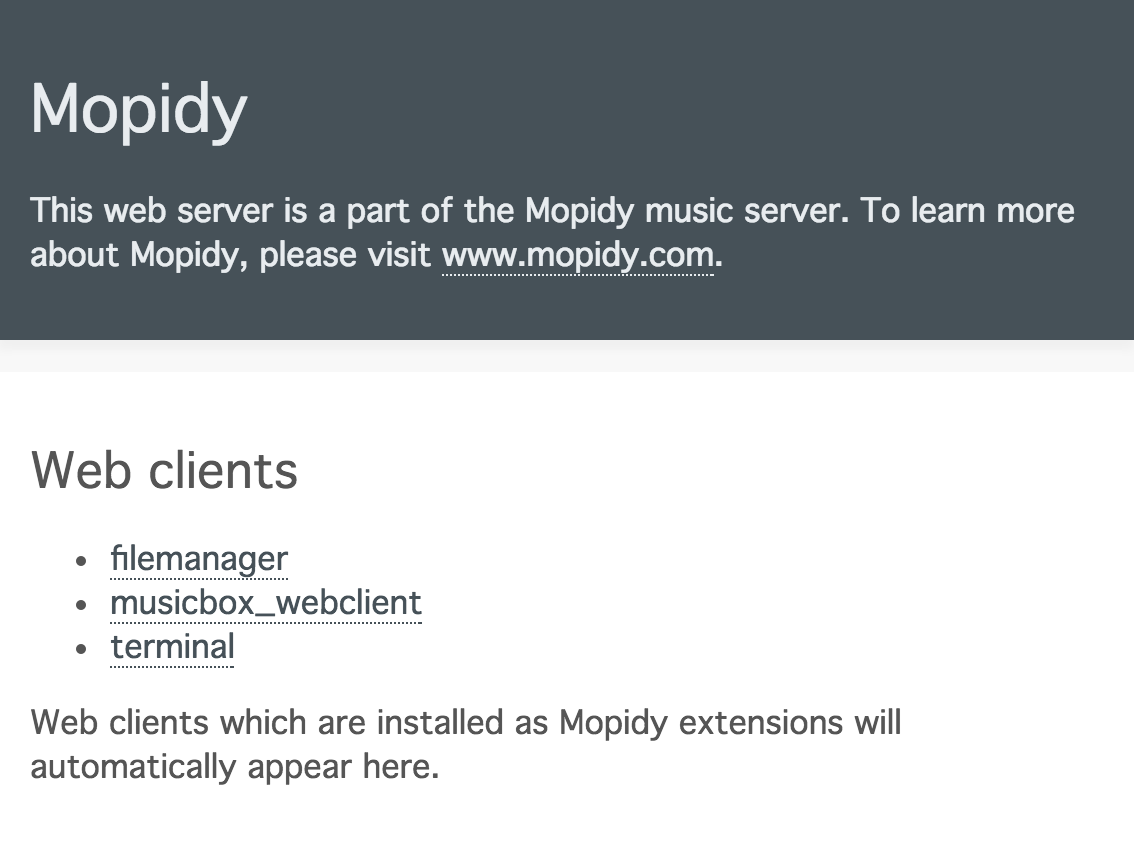 Mopidy
This web server is a part of the Mopidy music server. To learn more
about Mopidy, please visit www.mopidy.com.
Web clients
• filemanager
• musicbox_webclient
• terminal
Web clients which are installed as Mopidy extensions will
automatically appear here.